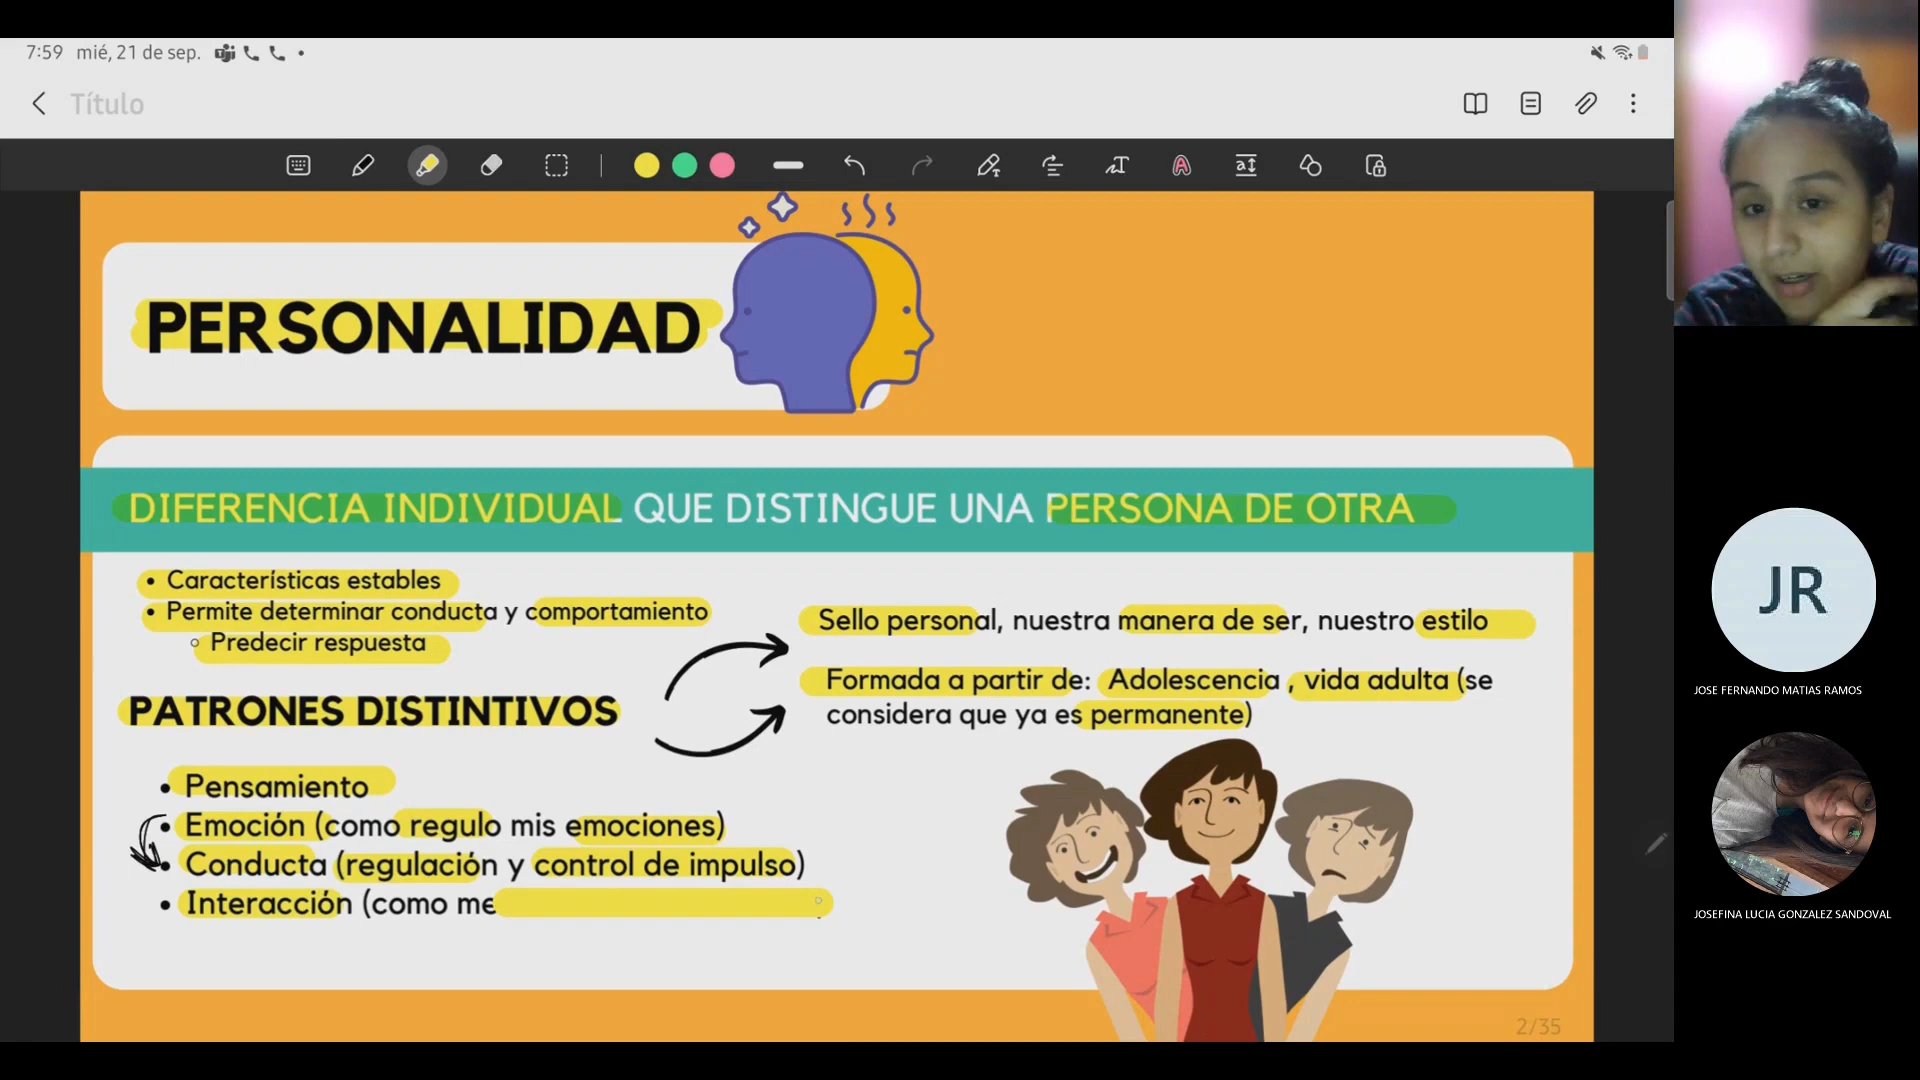 7:59 mié, 21 de sep.
Título
PERSONALIDAD
DIFERENCIA INDIVIDUAL QUE DISTINGUE UNA PERSONA DE OTRA
• Características estables
• Permite determinar conducta y comportamiento
◦ Predecir respuesta
PATRONES DISTINTIVOS
• Pensamiento
• Emoción (como regulo mis emociones)
• Conducta (regulación y control de impulso)
• Interacción (como me
Sello personal, nuestra manera de ser, nuestro estilo
Formada a partir de: Adolescencia , vida adulta (se
considera que ya es permanente)
2/35
JR
JOSE FERNANDO MATIAS RAMOS
JOSEFINA LUCIA GONZALEZ SANDOVAL